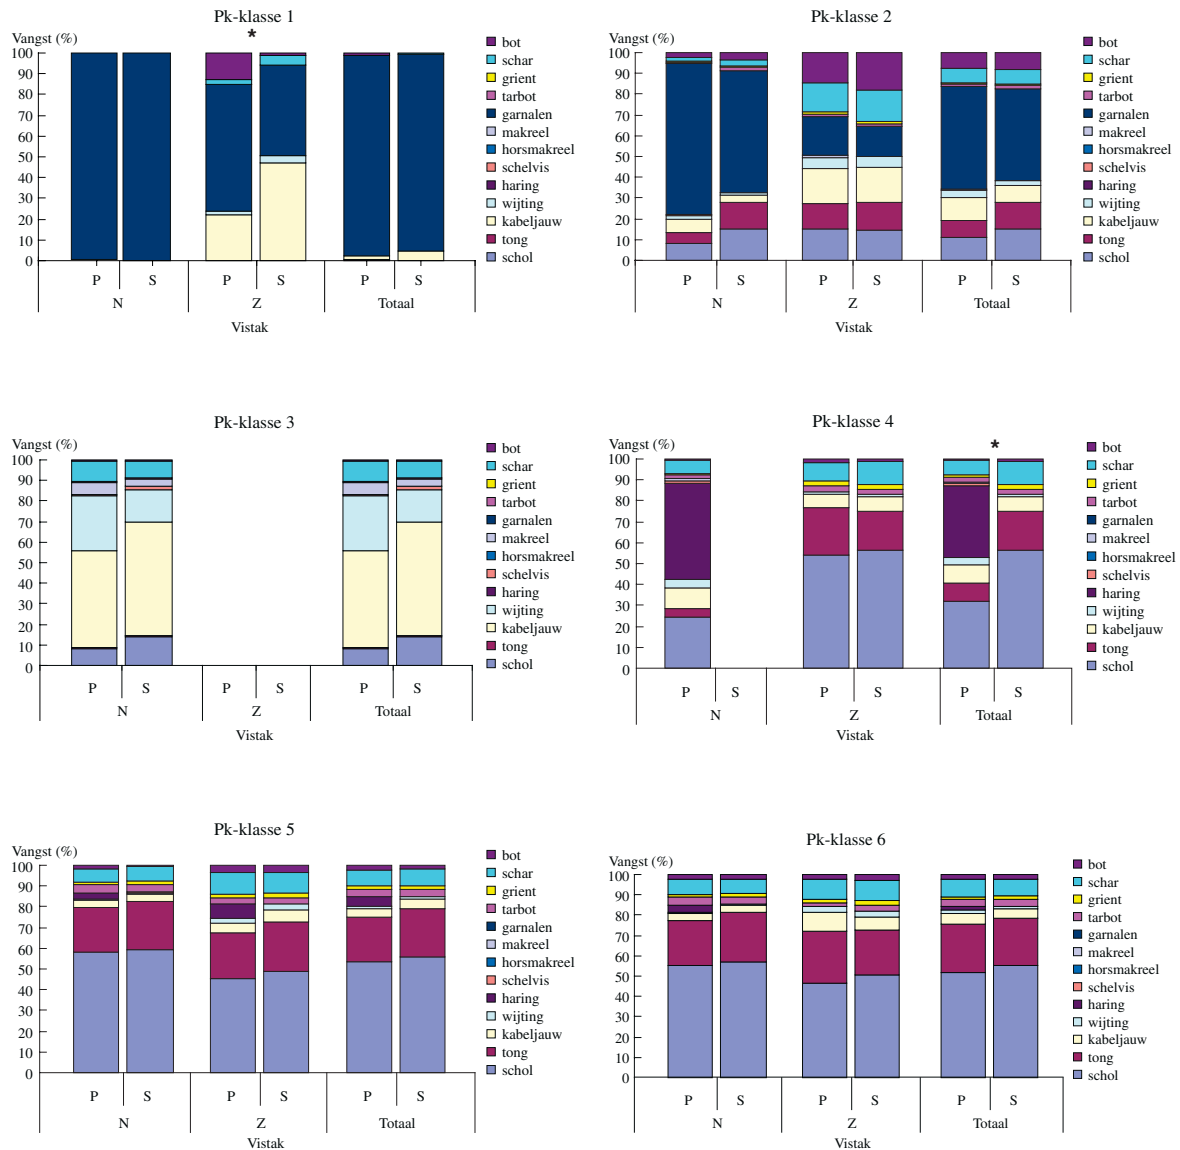 Pk-klasse 1
*
Vangst (%)
100
90
80
70
60
50
40
30
20
10
0
P S P S P S
N Z Totaal
Vistak
bot
schar
grient
tarbot
garnalen
makreel
horsmakreel
schelvis
haring
wijting
kabeljauw
tong
schol
Pk-klasse 2
Vangst (%)
100
90
80
70
60
50
40
30
20
10
0
P S P S P S
N Z Totaal
Vistak
bot
schar
grient
tarbot
garnalen
makreel
horsmakreel
schelvis
haring
wijting
kabeljauw
tong
schol
Pk-klasse 3
Vangst (%)
100
90
80
70
60
50
40
30
20
10
0
P S P S P S
N Z Totaal
Vistak
bot
schar
grient
tarbot
garnalen
makreel
horsmakreel
schelvis
haring
wijting
kabeljauw
tong
schol
Pk-klasse 4
*
Vangst (%)
100
90
80
70
60
50
40
30
20
10
0
P S P S P S
N Z Totaal
Vistak
bot
schar
grient
tarbot
garnalen
makreel
horsmakreel
schelvis
haring
wijting
kabeljauw
tong
schol
Pk-klasse 5
Vangst (%)
100
90
80
70
60
50
40
30
20
10
0
P S P S P S
N Z Totaal
Vistak
bot
schar
grient
tarbot
garnalen
makreel
horsmakreel
schelvis
haring
wijting
kabeljauw
tong
schol
Pk-klasse 6
Vangst (%)
100
90
80
70
60
50
40
30
20
10
0
P S P S P S
N Z Totaal
Vistak
bot
schar
grient
tarbot
garnalen
makreel
horsmakreel
schelvis
haring
wijting
kabeljauw
tong
schol